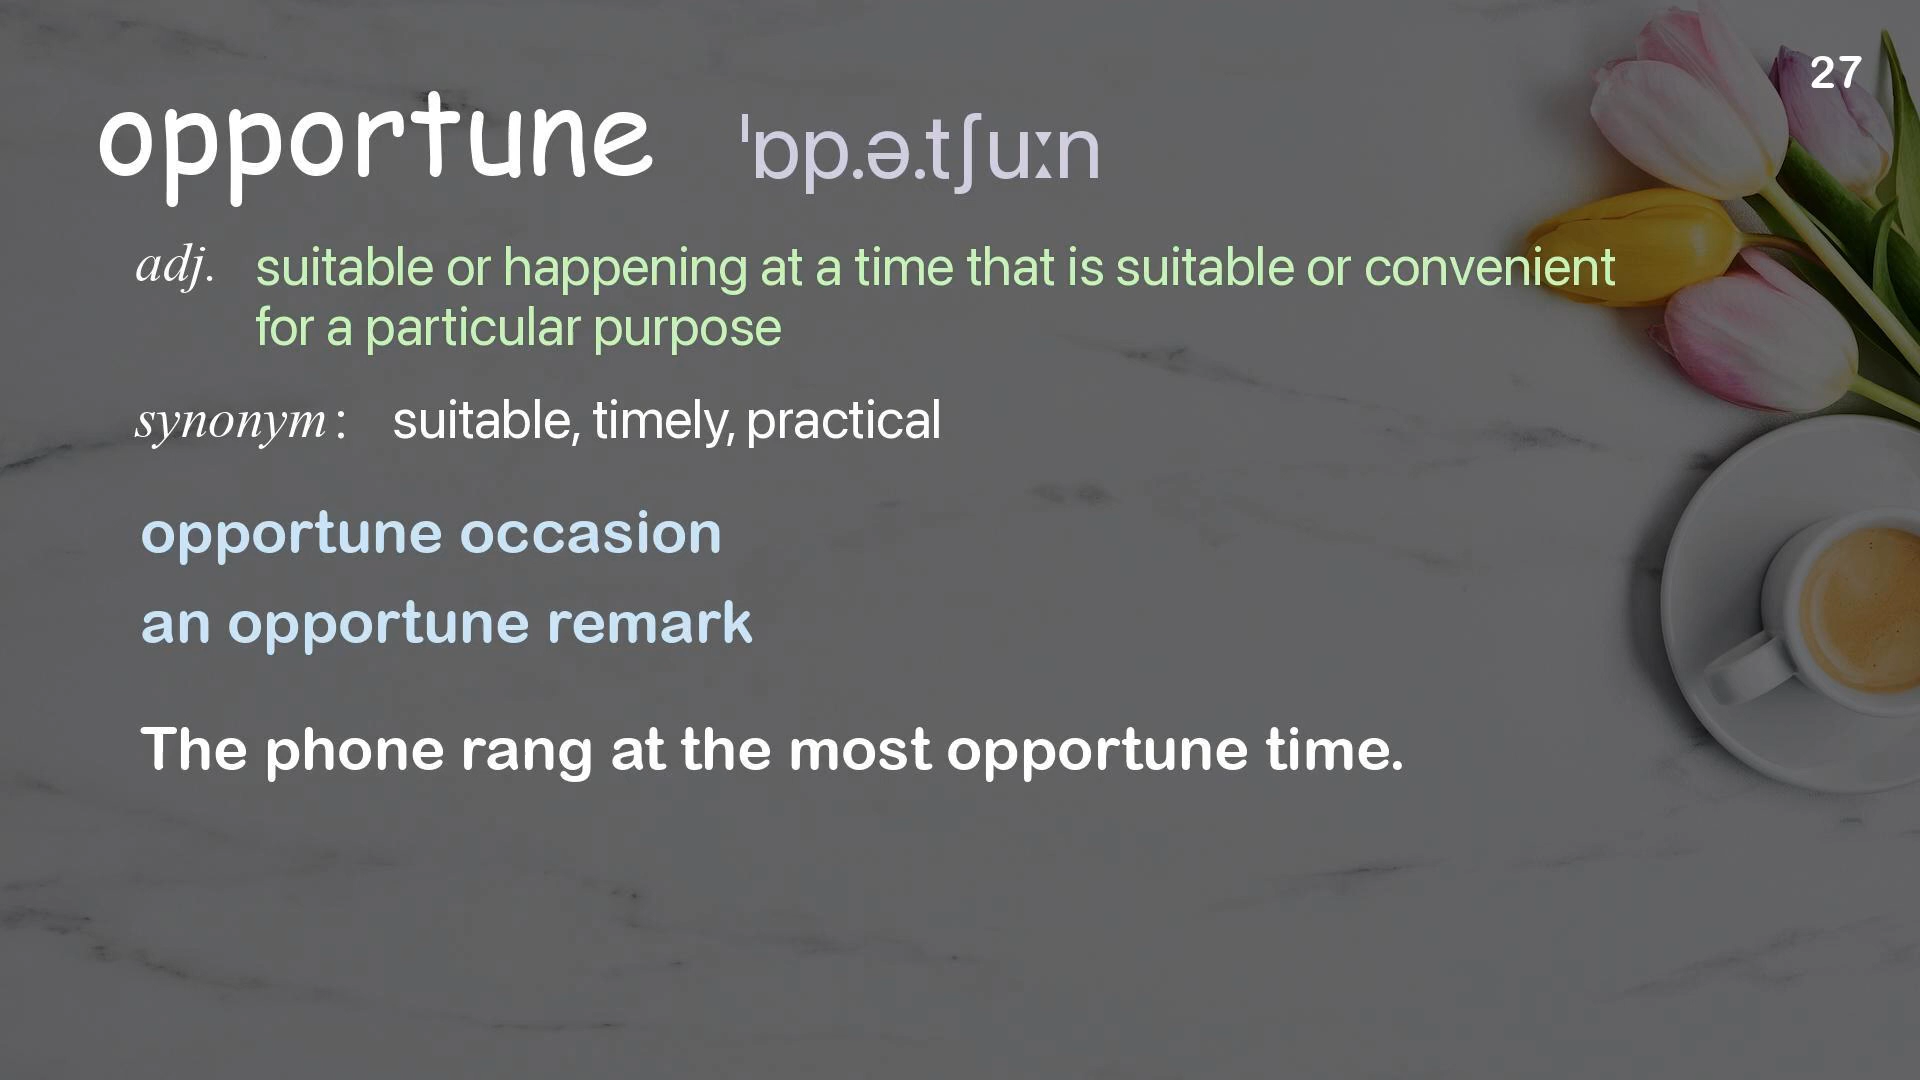 27
opportune ˈɒp.ə.tʃuːn
adj. suitable or happening at a time that is suitable or convenient
for a particular purpose
synonym : suitable, timely, practical
opportune occasion
an opportune remark
The phone rang at the most opportune time.